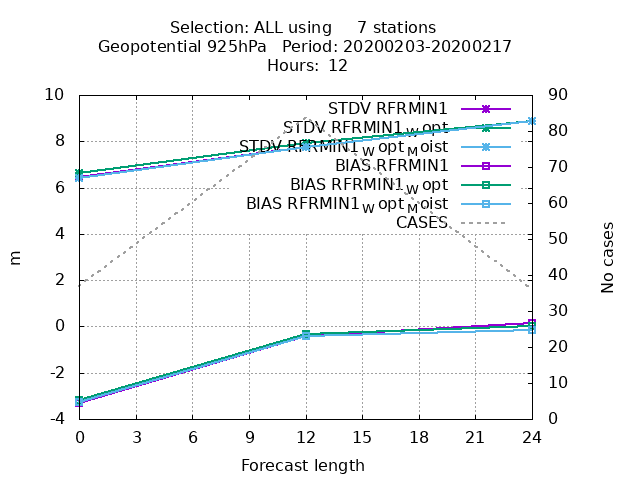 Selection: ALL using 7 stations
Geopotential 925hPa Period: 20200203-20200217
Hours: 12
10
8
6
4
2
0
-2
-4
m
90
80
70
60
50
40
30
20
10
0
No cases
STDV RFRMIN1
STDV RFRMIN1_W opt
STDV RFRMIN1_W opt_M oist
BIAS RFRMIN1
BIAS RFRMIN1_W opt
BIAS RFRMIN1_W opt_M oist
CASES
0 3 6 9 12 15 18 21 24
Forecast length